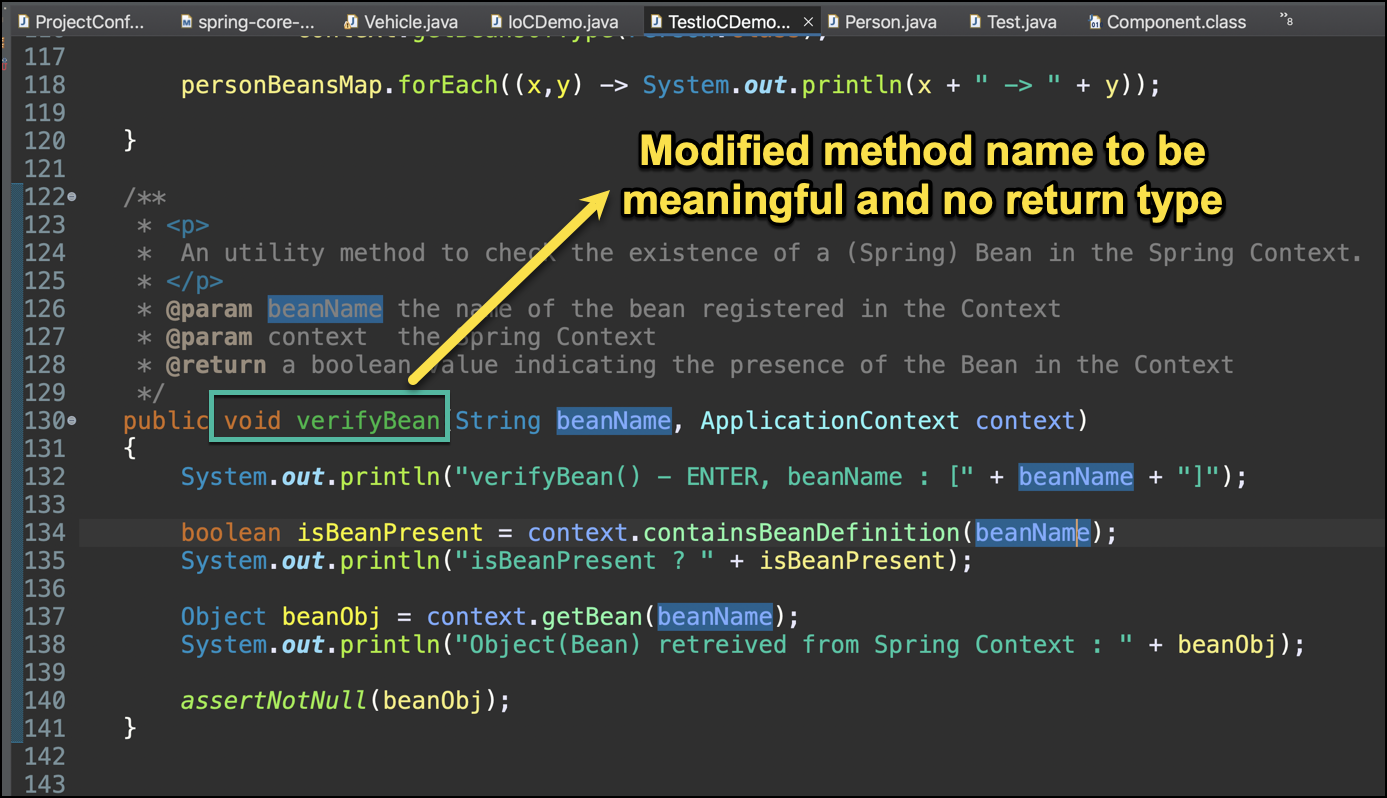 ProjectConf... spring-core-... Vehicle.java IoCDemo.java TestIoCDemo... × Person.java Test.java Component.class »8
117
118 personBeansMap.forEach((x,y) -> System.out.println(x + " -> " + y));
119
120 }
121
Modified method name to be
meaningful and no return type
122 /**
123 * <p>
124 * An utility method to check the existence of a (Spring) Bean in the Spring Context.
125 * </p>
126 * @param beanName the name of the bean registered in the Context
127 * @param context the Spring Context
128 * @return a boolean value indicating the presence of the Bean in the Context
129 */
130 public void verifyBean(String beanName, ApplicationContext context)
131 {
132 System.out.println("verifyBean() - ENTER, beanName : [" + beanName + "]");
133
134 boolean isBeanPresent = context.containsBeanDefinition(beanName);
135 System.out.println("isBeanPresent ? " + isBeanPresent);
136
137 Object beanObj = context.getBean(beanName);
138 System.out.println("Object(Bean) retreived from Spring Context : " + beanObj);
139
140 assertNotNull(beanObj);
141 }
142
143